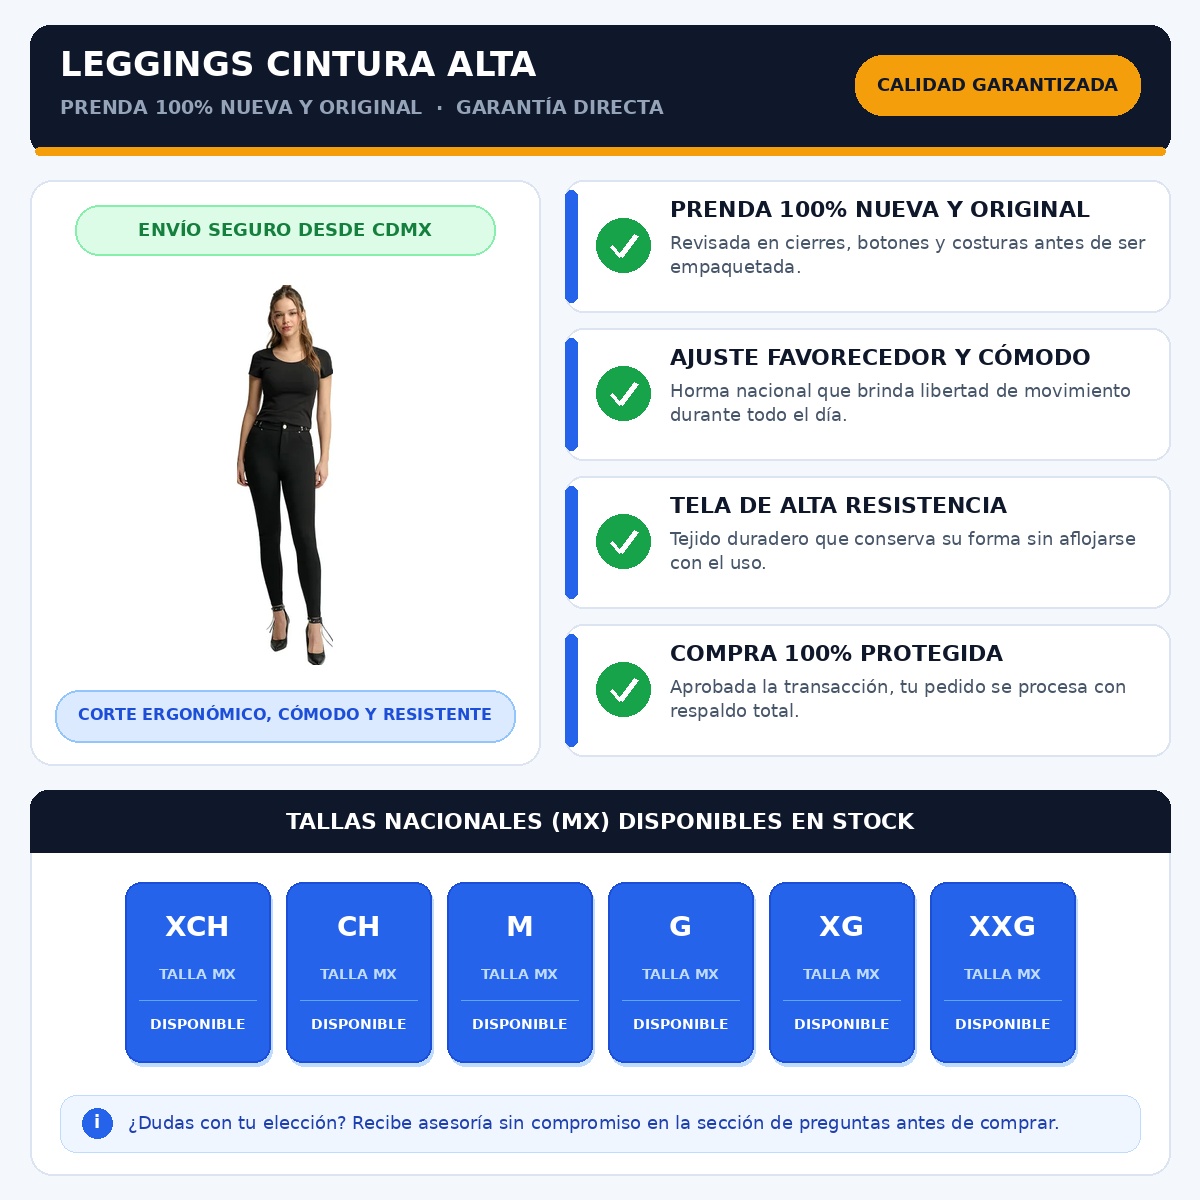 LEGGINGS CINTURA ALTA
PRENDA 100% NUEVA Y ORIGINAL · GARANTÍA DIRECTA
CALIDAD GARANTIZADA
ENVÍO SEGURO DESDE CDMX
CORTE ERGONÓMICO, CÓMODO Y RESISTENTE
PRENDA 100% NUEVA Y ORIGINAL
Revisada en cierres, botones y costuras antes de ser
empaquetada.
AJUSTE FAVORECEDOR Y CÓMODO
Horma nacional que brinda libertad de movimiento
durante todo el día.
TELA DE ALTA RESISTENCIA
Tejido duradero que conserva su forma sin aflojarse
con el uso.
COMPRA 100% PROTEGIDA
Aprobada la transacción, tu pedido se procesa con
respaldo total.
TALLAS NACIONALES (MX) DISPONIBLES EN STOCK
XCH
TALLA MX
DISPONIBLE
CH
TALLA MX
DISPONIBLE
M
TALLA MX
DISPONIBLE
G
TALLA MX
DISPONIBLE
XG
TALLA MX
DISPONIBLE
XXG
TALLA MX
DISPONIBLE
i
¿Dudas con tu elección? Recibe asesoría sin compromiso en la sección de preguntas antes de comprar.